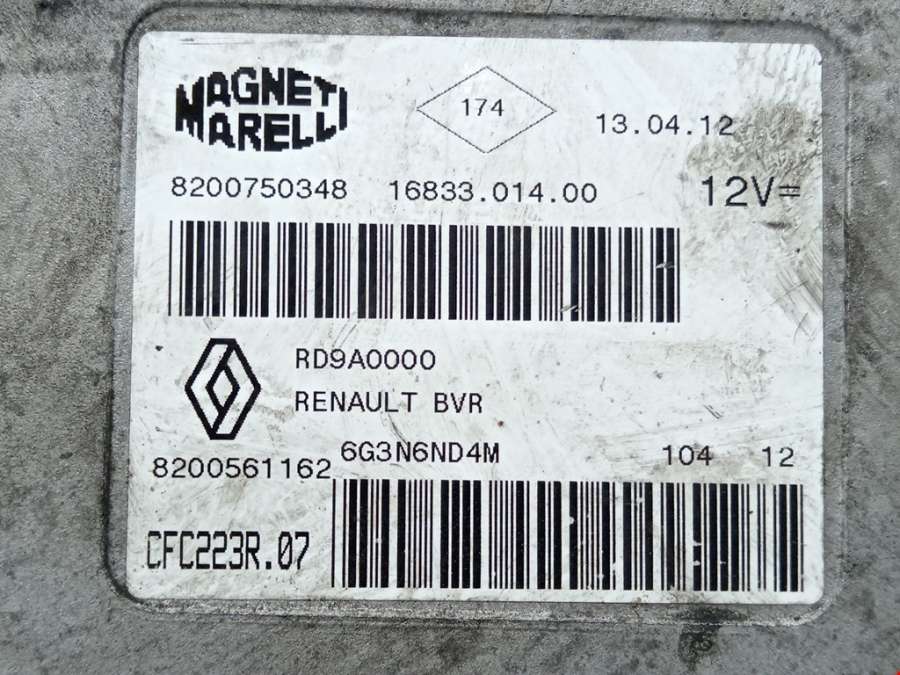 MAGNETI
MARELLI
174
13.04.12
8200750348 16833.014.00 12V=
RD9A0000
RENAULT BVR
6G3N6ND4M 104 12
8200561162
CFC223R.07